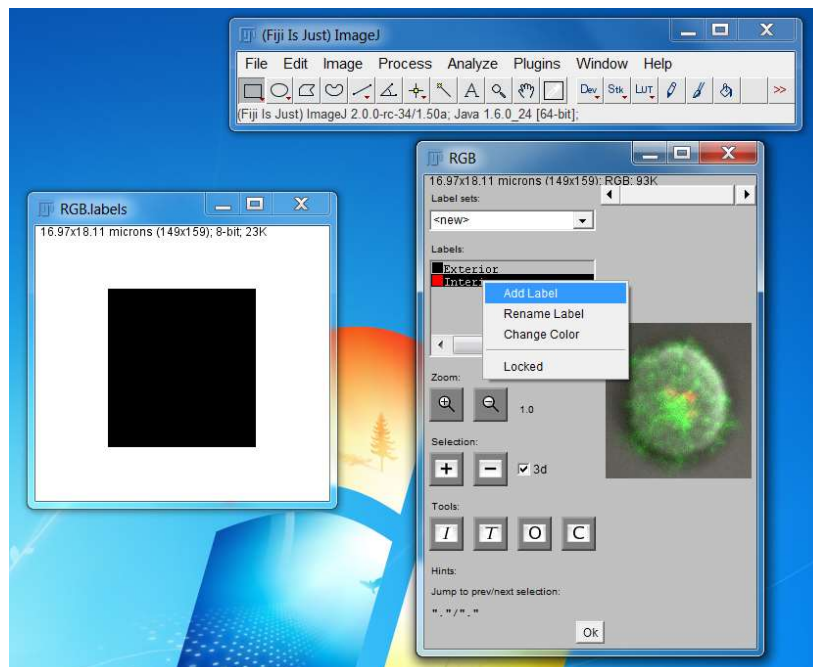 (Fiji Is Just) ImageJ
File Edit Image Process Analyze Plugins Window Help
A Dev Stk LUT >>
(Fiji Is Just) ImageJ 2.0.0-rc-34/1.50a; Java 1.6.0_24 [64-bit];
RGB
16.97x18.11 microns (149x159); RGB: 93K
Label sets:
<new>
Labels:
Exterior
Add Label
Rename Label
Change Color
Locked
Zoom:
1.0
Selection:
+ − 3d
Tools:
I T O C
Hints:
Jump to prev/next selection:
"."/"."
Ok
RGB.labels
16.97x18.11 microns (149x159); 8-bit; 23K